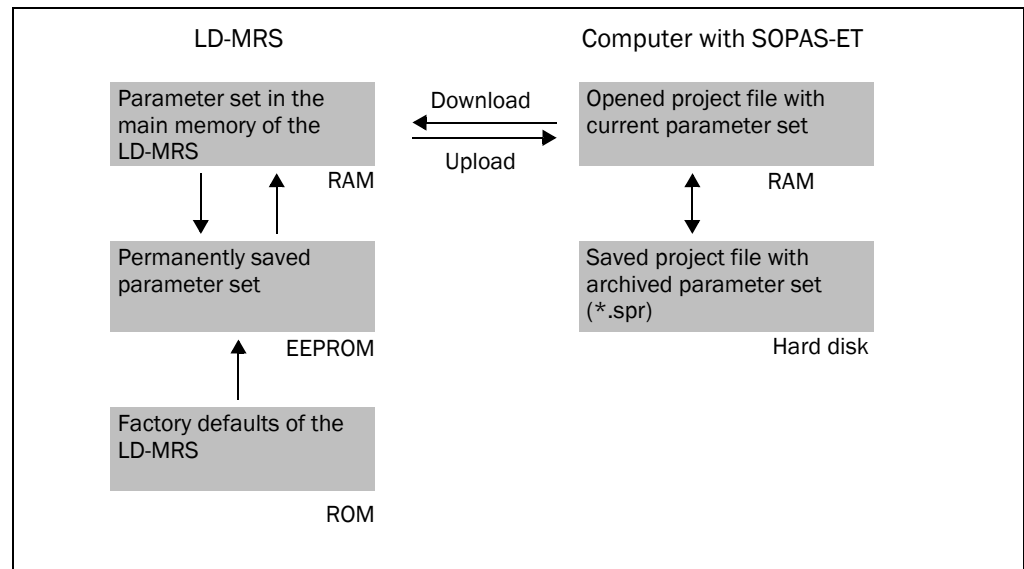 LD-MRS
Computer with SOPAS-ET
Parameter set in the
main memory of the
LD-MRS
RAM
Download
Upload
Opened project file with
current parameter set
RAM
Permanently saved
parameter set
EEPROM
Saved project file with
archived parameter set
(*.spr)
Hard disk
Factory defaults of the
LD-MRS
ROM